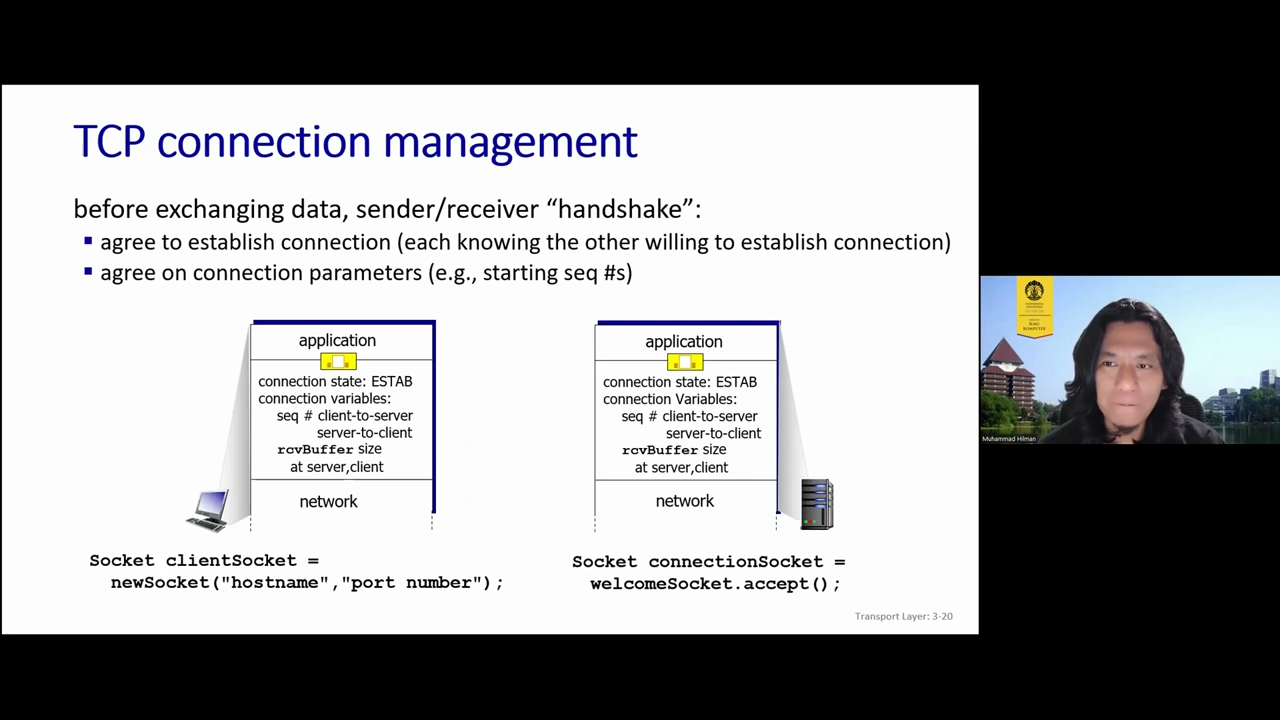 TCP connection management
before exchanging data, sender/receiver “handshake”:
▪ agree to establish connection (each knowing the other willing to establish connection)
▪ agree on connection parameters (e.g., starting seq #s)
application
connection state: ESTAB
connection variables:
seq # client-to-server
server-to-client
rcvBuffer size
at server,client
network
application
connection state: ESTAB
connection Variables:
seq # client-to-server
server-to-client
rcvBuffer size
at server,client
network
Socket clientSocket =
newSocket("hostname","port number");
Socket connectionSocket =
welcomeSocket.accept();
Transport Layer: 3-20
ILMU
KOMPUTER
Muhammad Hilman